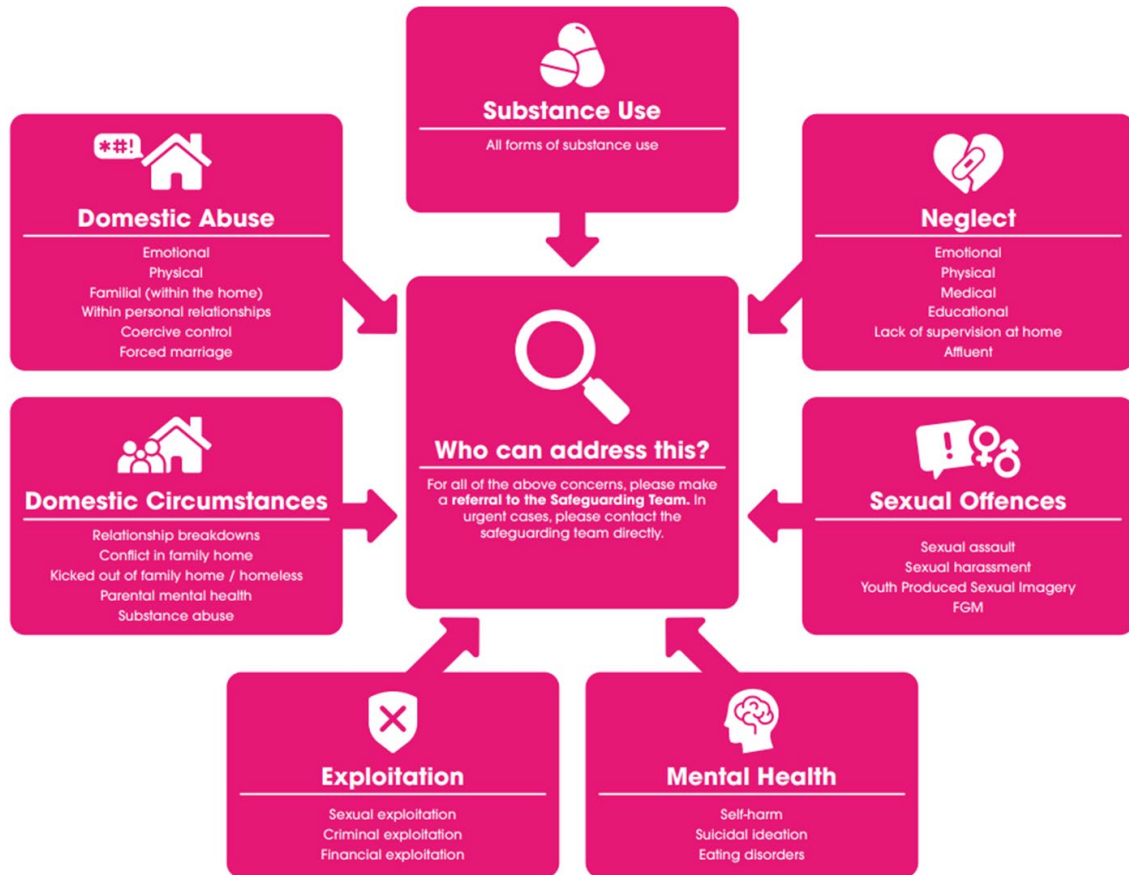 Substance Use
All forms of substance use
*#!
Domestic Abuse
Emotional
Physical
Familial (within the home)
Within personal relationships
Coercive control
Forced marriage
Neglect
Emotional
Physical
Medical
Educational
Lack of supervision at home
Affluent
Who can address this?
For all of the above concerns, please make
a referral to the Safeguarding Team. In
urgent cases, please contact the
safeguarding team directly.
Domestic Circumstances
Relationship breakdowns
Conflict in family home
Kicked out of family home / homeless
Parental mental health
Substance abuse
!
Sexual Offences
Sexual assault
Sexual harassment
Youth Produced Sexual Imagery
FGM
Exploitation
Sexual exploitation
Criminal exploitation
Financial exploitation
Mental Health
Self-harm
Suicidal ideation
Eating disorders